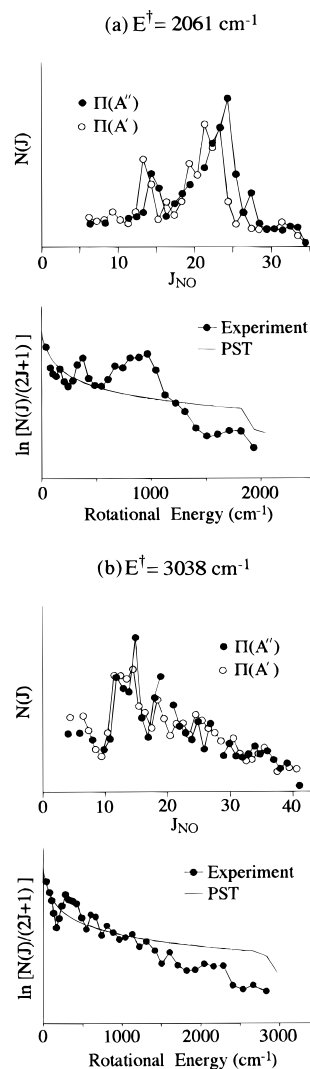 (a) E† = 2061 cm⁻¹
Π(A″)
Π(A′)
N(J)
0 10 20 30
J_NO
Experiment
PST
ln [N(J)/(2J+1) ]
0 1000 2000
Rotational Energy (cm⁻¹)
(b) E† = 3038 cm⁻¹
Π(A″)
Π(A′)
N(J)
0 10 20 30 40
J_NO
Experiment
PST
ln [N(J)/(2J+1) ]
0 1000 2000 3000
Rotational Energy (cm⁻¹)